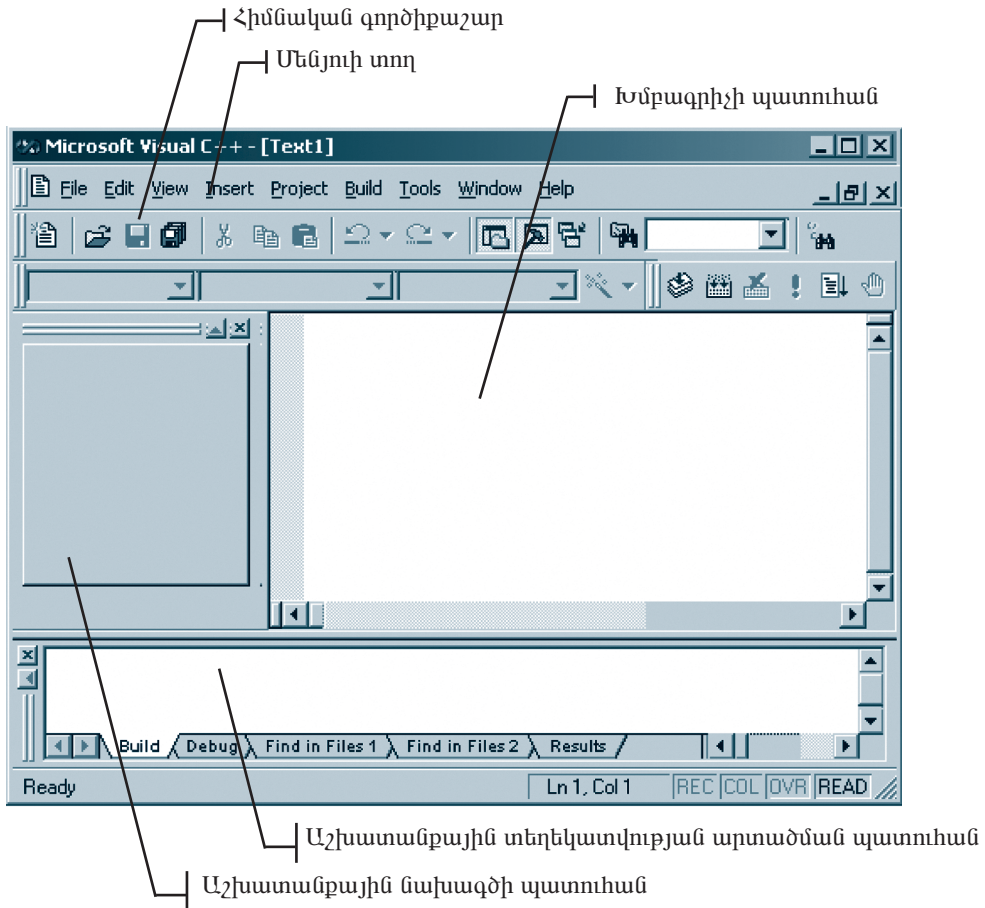 Հիմնական գործիքաշար
Մենյուի տող
Խմբագրիչի պատուհան
Microsoft Visual C++ - [Text1]
File Edit View Insert Project Build Tools Window Help
Build Debug Find in Files 1 Find in Files 2 Results
Ready Ln 1, Col 1 REC COL OVR READ
Աշխատանքային տեղեկատվության արտածման պատուհան
Աշխատանքային նախագծի պատուհան